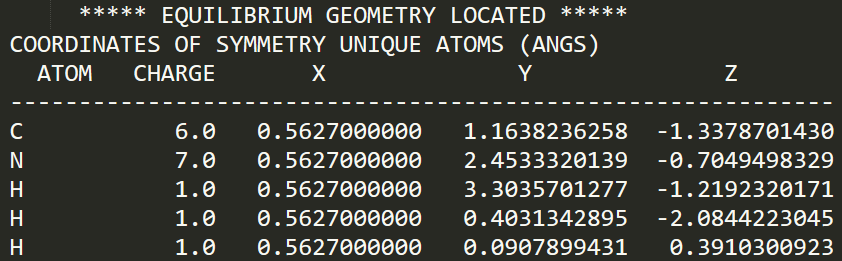 ***** EQUILIBRIUM GEOMETRY LOCATED *****
COORDINATES OF SYMMETRY UNIQUE ATOMS (ANGS)
ATOM CHARGE X Y Z
------------------------------------------------------------
C 6.0 0.5627000000 1.1638236258 -1.3378701430
N 7.0 0.5627000000 2.4533320139 -0.7049498329
H 1.0 0.5627000000 3.3035701277 -1.2192320171
H 1.0 0.5627000000 0.4031342895 -2.0844223045
H 1.0 0.5627000000 0.0907899431 0.3910300923